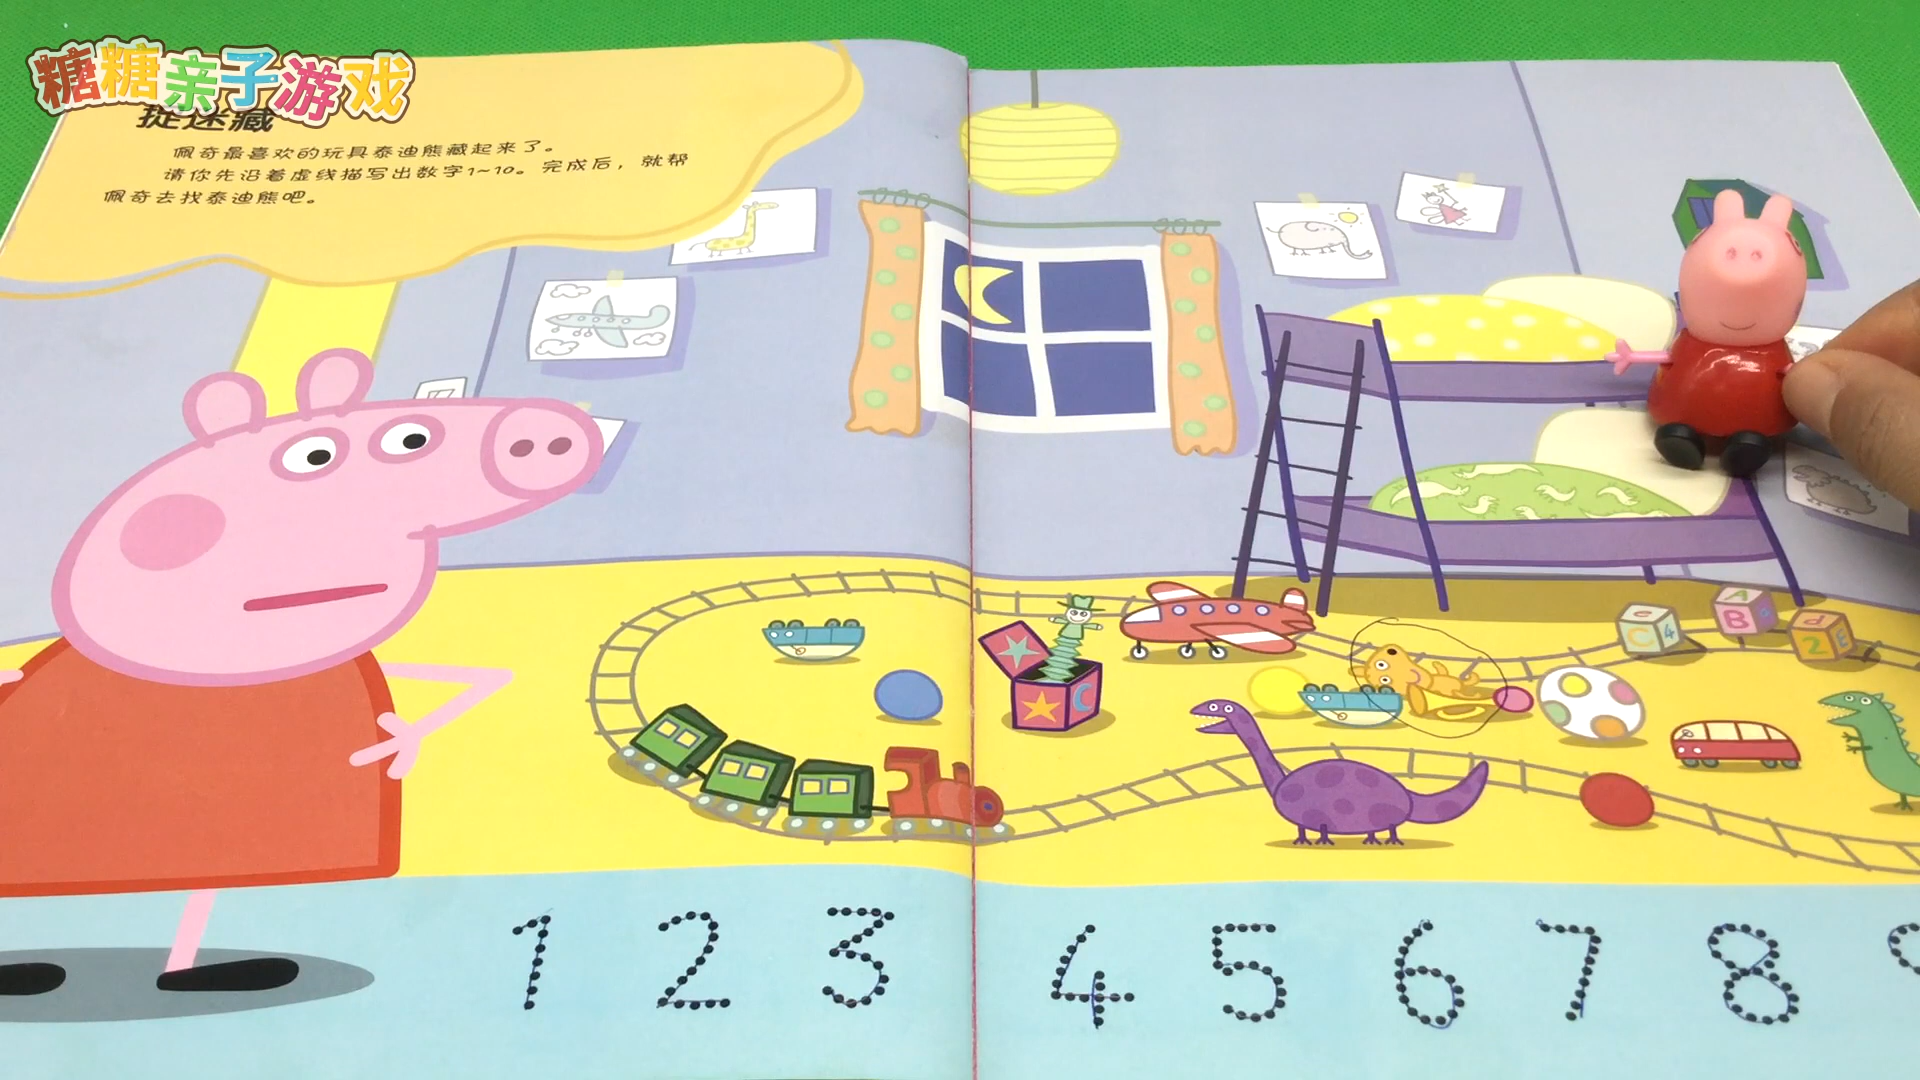 糖糖亲子游戏
捉迷藏
佩奇最喜欢的玩具泰迪熊藏起来了。
请你先沿着虚线描写出数字1~10。完成后，就帮
佩奇去找泰迪熊吧。
e
C 4
A
B
d
2 E
1 2 3 4 5 6 7 8